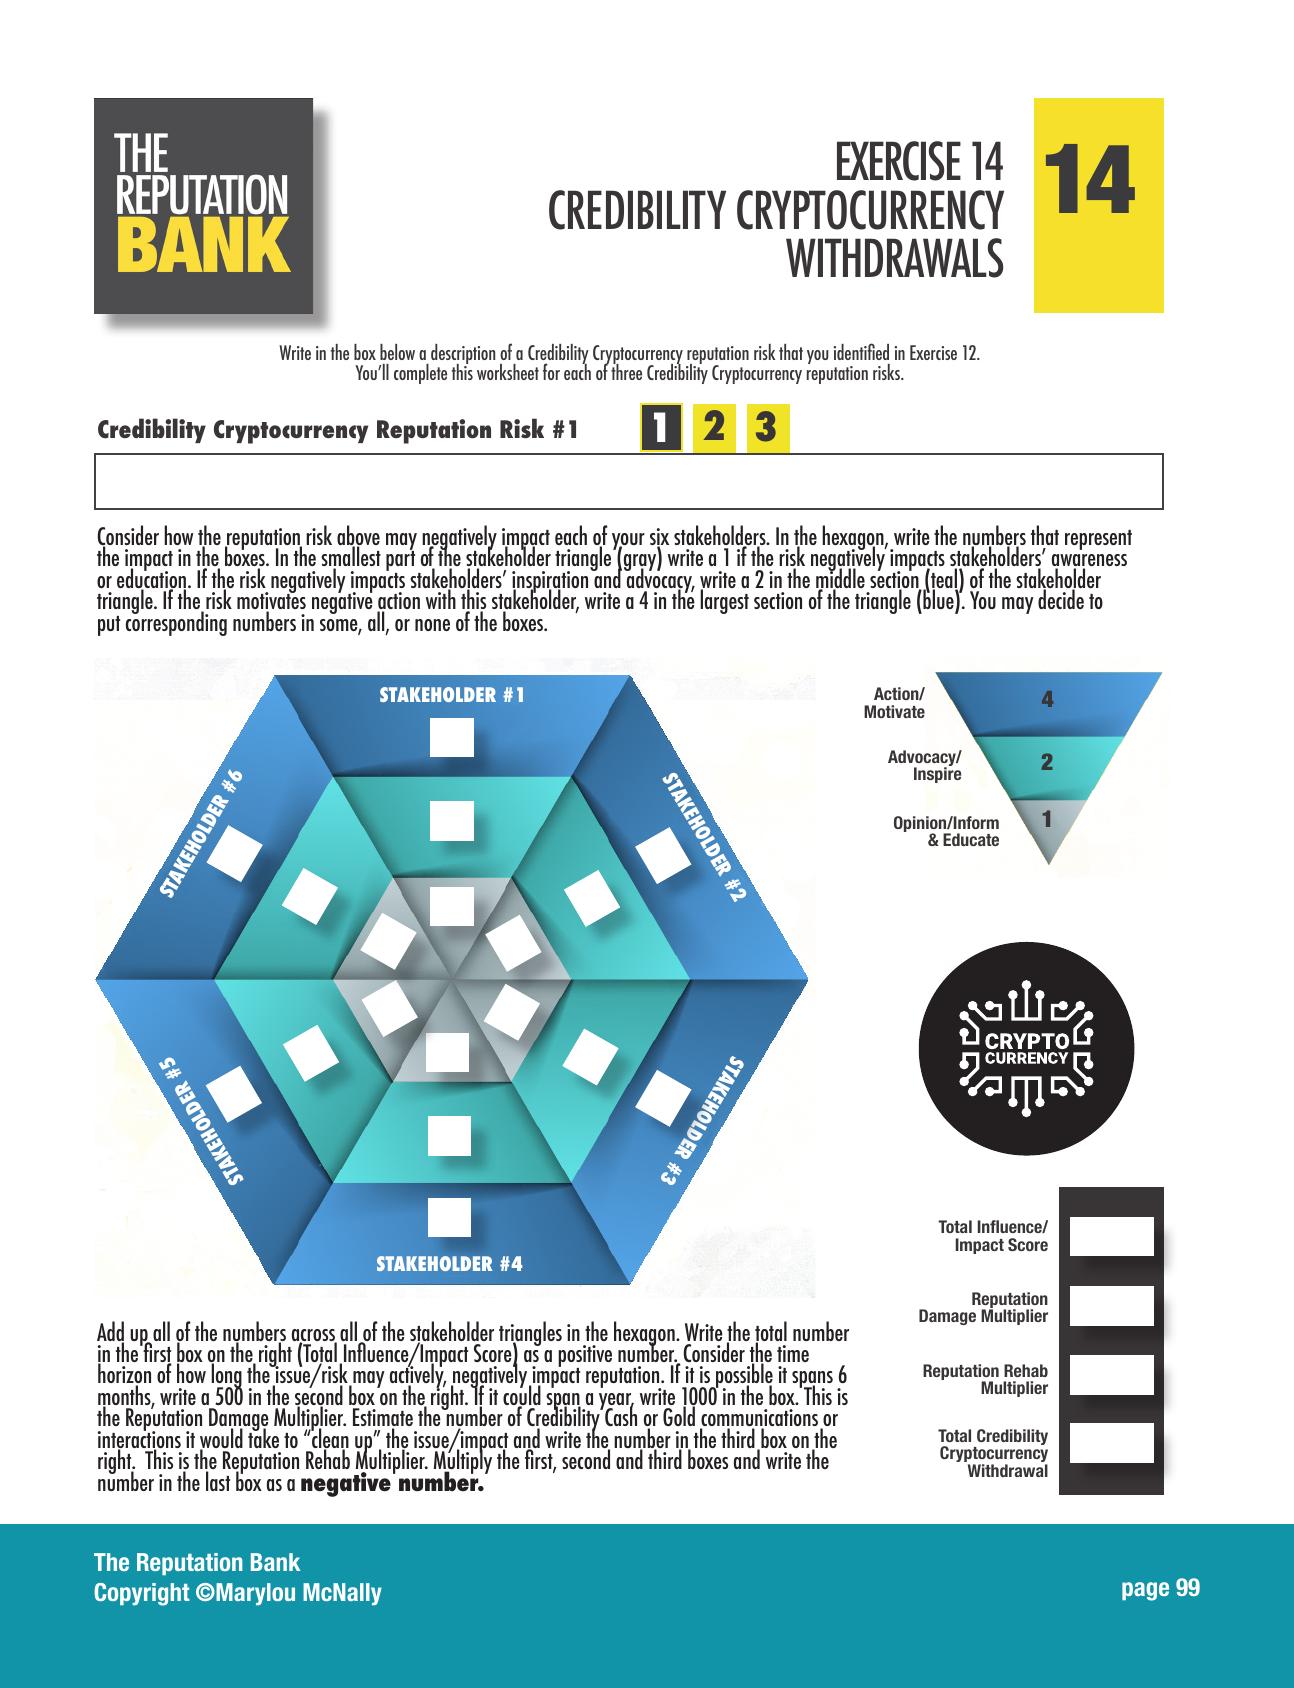 THE
REPUTATION
BANK
EXERCISE 14
CREDIBILITY CRYPTOCURRENCY
WITHDRAWALS
14
Write in the box below a description of a Credibility Cryptocurrency reputation risk that you identified in Exercise 12.
You'll complete this worksheet for each of three Credibility Cryptocurrency reputation risks.
Credibility Cryptocurrency Reputation Risk #1
1 2 3
Consider how the reputation risk above may negatively impact each of your six stakeholders. In the hexagon, write the numbers that represent
the impact in the boxes. In the smallest part of the stakeholder triangle (gray) write a 1 if the risk negatively impacts stakeholders' awareness
or education. If the risk negatively impacts stakeholders' inspiration and advocacy, write a 2 in the middle section (teal) of the stakeholder
triangle. If the risk motivates negative action with this stakeholder, write a 4 in the largest section of the triangle (blue). You may decide to
put corresponding numbers in some, all, or none of the boxes.
STAKEHOLDER #1
STAKEHOLDER #2
STAKEHOLDER #3
STAKEHOLDER #4
STAKEHOLDER #5
STAKEHOLDER #6
Action/
Motivate
4
Advocacy/
Inspire
2
Opinion/Inform
& Educate
1
CRYPTO
CURRENCY
Total Influence/
Impact Score
Reputation
Damage Multiplier
Reputation Rehab
Multiplier
Total Credibility
Cryptocurrency
Withdrawal
Add up all of the numbers across all of the stakeholder triangles in the hexagon. Write the total number
in the first box on the right (Total Influence/Impact Score) as a positive number. Consider the time
horizon of how long the issue/risk may actively, negatively impact reputation. If it is possible it spans 6
months, write a 500 in the second box on the right. If it could span a year, write 1000 in the box. This is
the Reputation Damage Multiplier. Estimate the number of Credibility Cash or Gold communications or
interactions it would take to "clean up" the issue/impact and write the number in the third box on the
right. This is the Reputation Rehab Multiplier. Multiply the first, second and third boxes and write the
number in the last box as a negative number.
The Reputation Bank
Copyright ©Marylou McNally
page 99